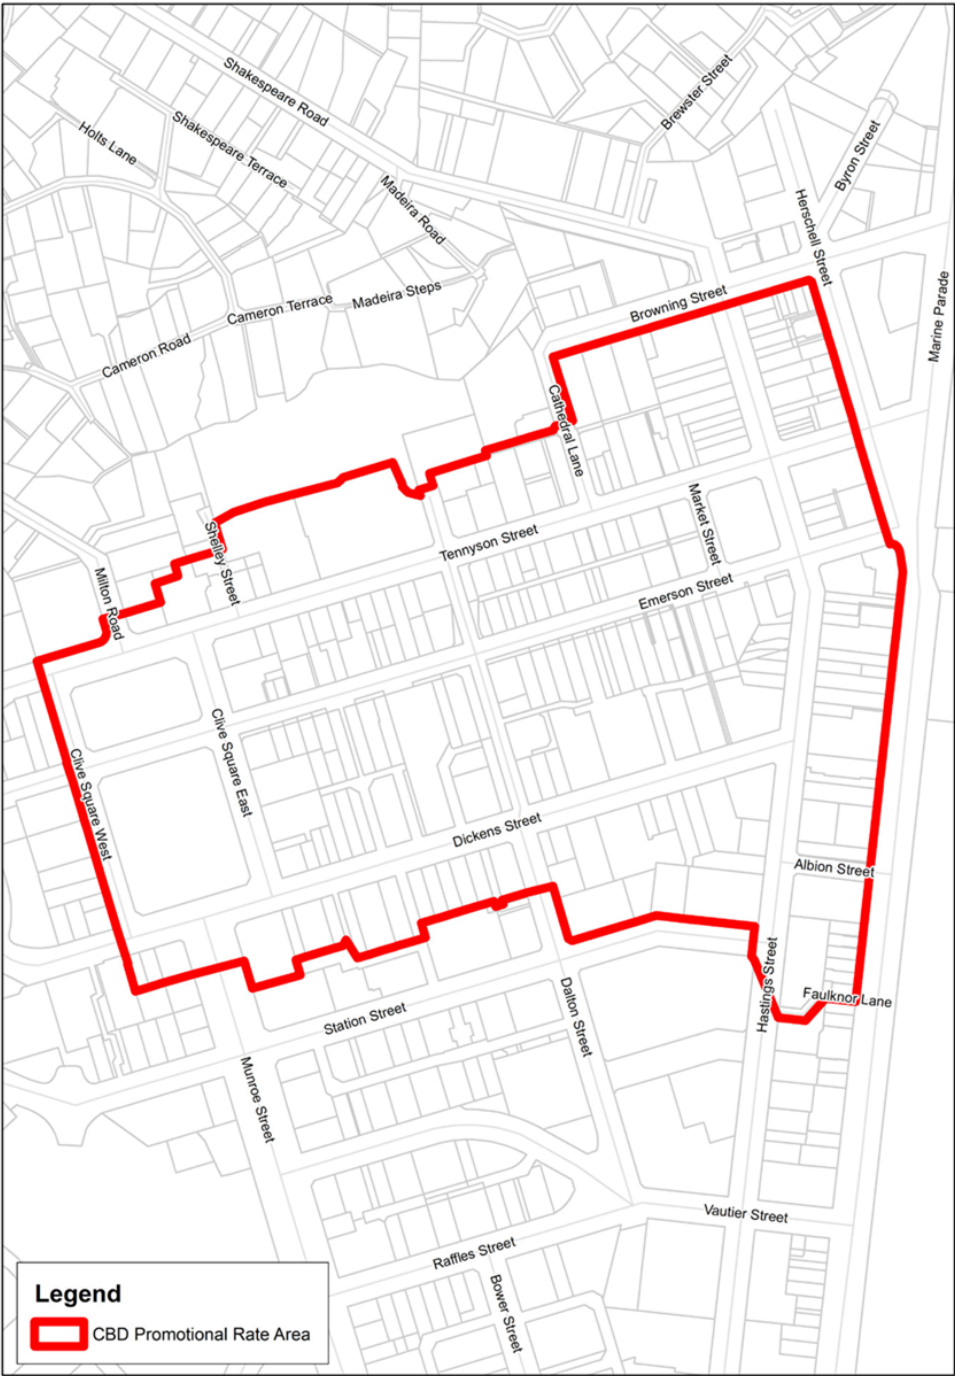 Shakespeare Road
Brewster Street
Holts Lane
Shakespeare Terrace
Byron Street
Madeira Road
Herschell Street
Madeira Steps
Cameron Terrace
Browning Street
Marine Parade
Cameron Road
Cathedral Lane
Market Street
Tennyson Street
Shelley Street
Emerson Street
Milton Road
Clive Square East
Clive Square West
Dickens Street
Albion Street
Hastings Street
Faulknor Lane
Station Street
Dalton Street
Munroe Street
Vautier Street
Raffles Street
Bower Street
Legend
CBD Promotional Rate Area